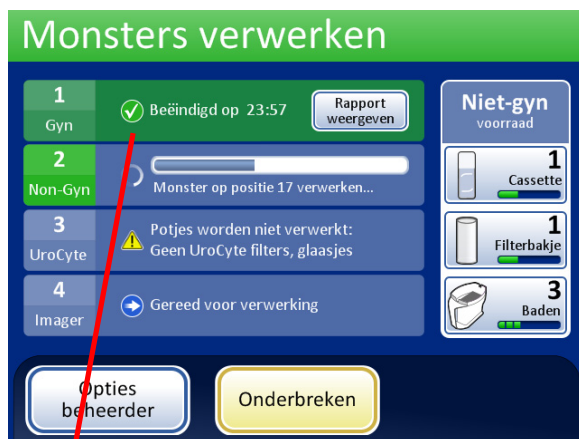 Monsters verwerken
1
Gyn
Beëindigd op 23:57
Rapport
weergeven
2
Non-Gyn
Monster op positie 17 verwerken...
3
UroCyte
Potjes worden niet verwerkt:
Geen UroCyte filters, glaasjes
4
Imager
Gereed voor verwerking
Niet-gyn
voorraad
1
Cassette
1
Filterbakje
3
Baden
Opties
beheerder
Onderbreken